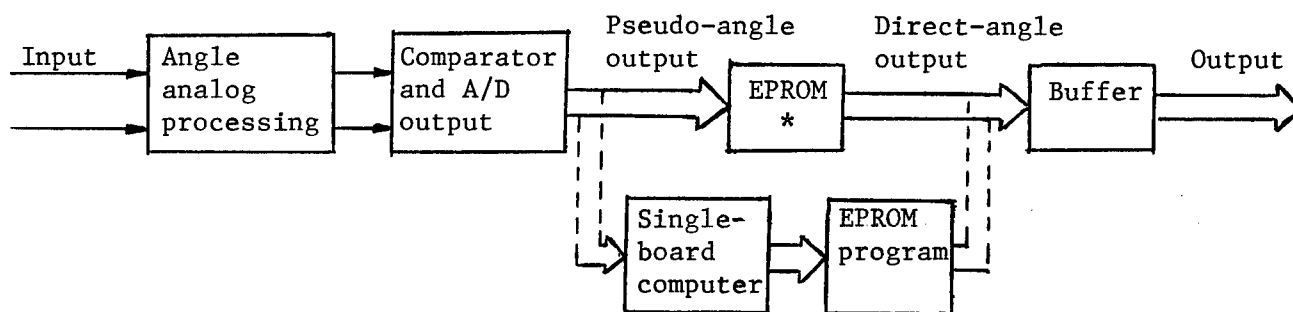 Input
Angle
analog
processing
Comparator
and A/D
output
Pseudo-angle
output
EPROM
*
Direct-angle
output
Buffer
Output
Single-
board
computer
EPROM
program